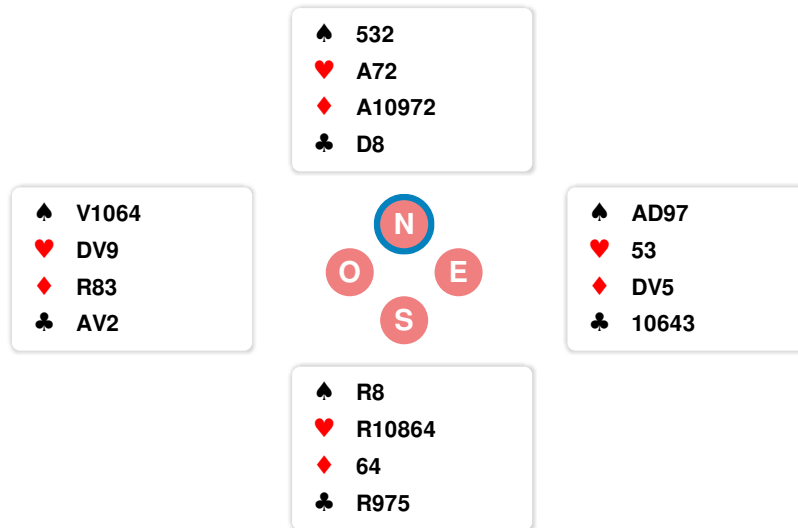 ♠ 532
♥ A72
♦ A10972
♣ D8
♠ V1064
♥ DV9
♦ R83
♣ AV2
N
O E
S
♠ AD97
♥ 53
♦ DV5
♣ 10643
♠ R8
♥ R10864
♦ 64
♣ R975